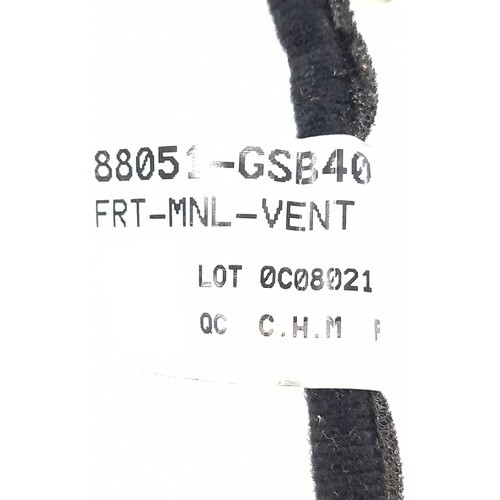 88051-GSB40
FRT-MNL-VENT
LOT 0C08021
QC C.H.M